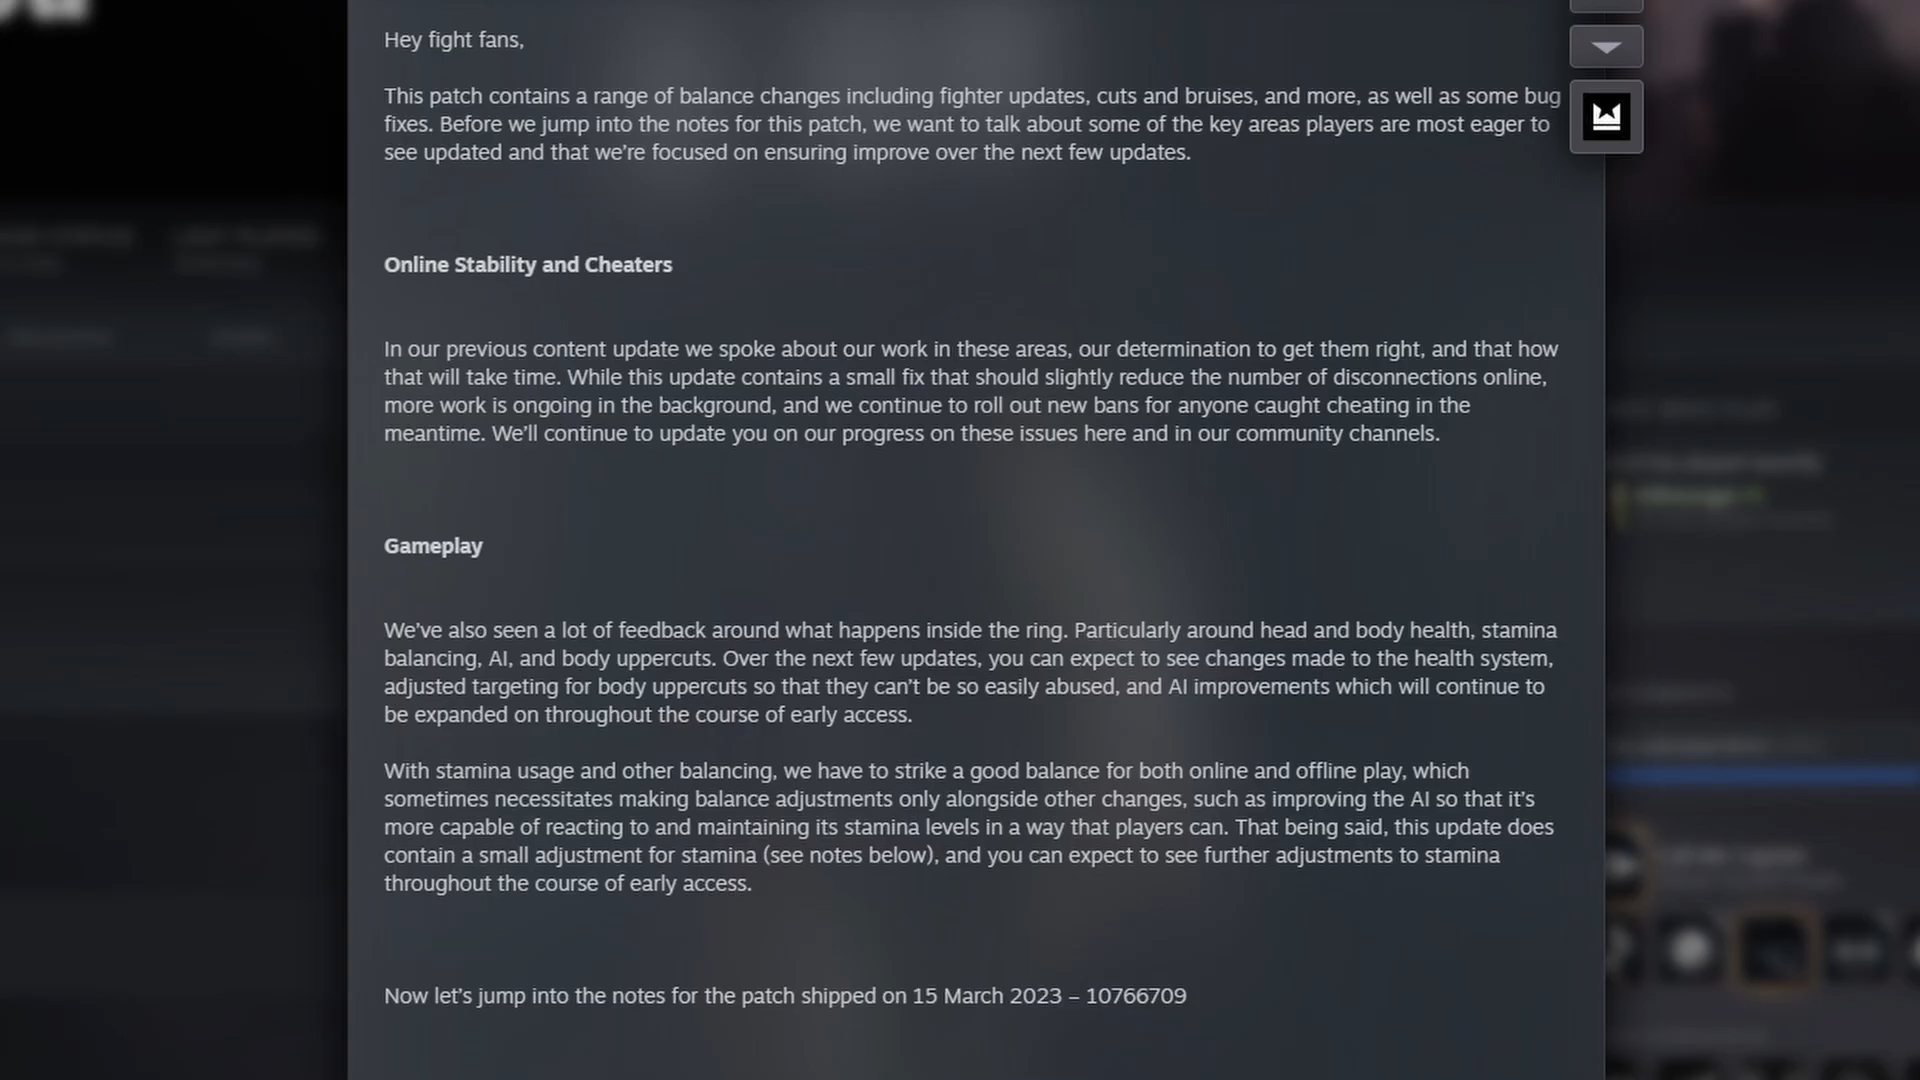 Hey fight fans,
This patch contains a range of balance changes including fighter updates, cuts and bruises, and more, as well as some bug
fixes. Before we jump into the notes for this patch, we want to talk about some of the key areas players are most eager to
see updated and that we're focused on ensuring improve over the next few updates.
Online Stability and Cheaters
In our previous content update we spoke about our work in these areas, our determination to get them right, and that how
that will take time. While this update contains a small fix that should slightly reduce the number of disconnections online,
more work is ongoing in the background, and we continue to roll out new bans for anyone caught cheating in the
meantime. We'll continue to update you on our progress on these issues here and in our community channels.
Gameplay
We've also seen a lot of feedback around what happens inside the ring. Particularly around head and body health, stamina
balancing, AI, and body uppercuts. Over the next few updates, you can expect to see changes made to the health system,
adjusted targeting for body uppercuts so that they can't be so easily abused, and AI improvements which will continue to
be expanded on throughout the course of early access.
With stamina usage and other balancing, we have to strike a good balance for both online and offline play, which
sometimes necessitates making balance adjustments only alongside other changes, such as improving the AI so that it's
more capable of reacting to and maintaining its stamina levels in a way that players can. That being said, this update does
contain a small adjustment for stamina (see notes below), and you can expect to see further adjustments to stamina
throughout the course of early access.
Now let's jump into the notes for the patch shipped on 15 March 2023 – 10766709